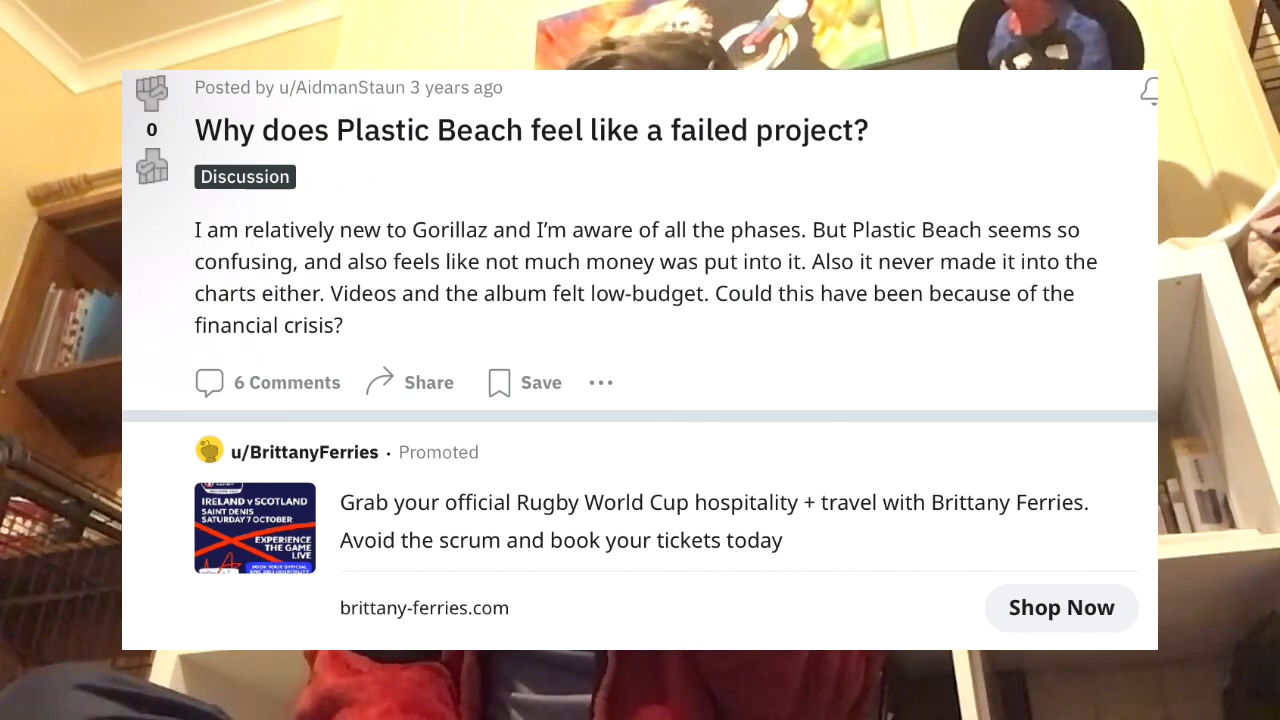 Posted by u/AidmanStaun 3 years ago
0
Why does Plastic Beach feel like a failed project?
Discussion
I am relatively new to Gorillaz and I'm aware of all the phases. But Plastic Beach seems so
confusing, and also feels like not much money was put into it. Also it never made it into the
charts either. Videos and the album felt low-budget. Could this have been because of the
financial crisis?
6 Comments Share Save
u/BrittanyFerries · Promoted
IRELAND v SCOTLAND
SAINT DENIS
SATURDAY 7 OCTOBER
EXPERIENCE
THE GAME
LIVE
BOOK YOUR OFFICIAL
Grab your official Rugby World Cup hospitality + travel with Brittany Ferries.
Avoid the scrum and book your tickets today
brittany-ferries.com
Shop Now